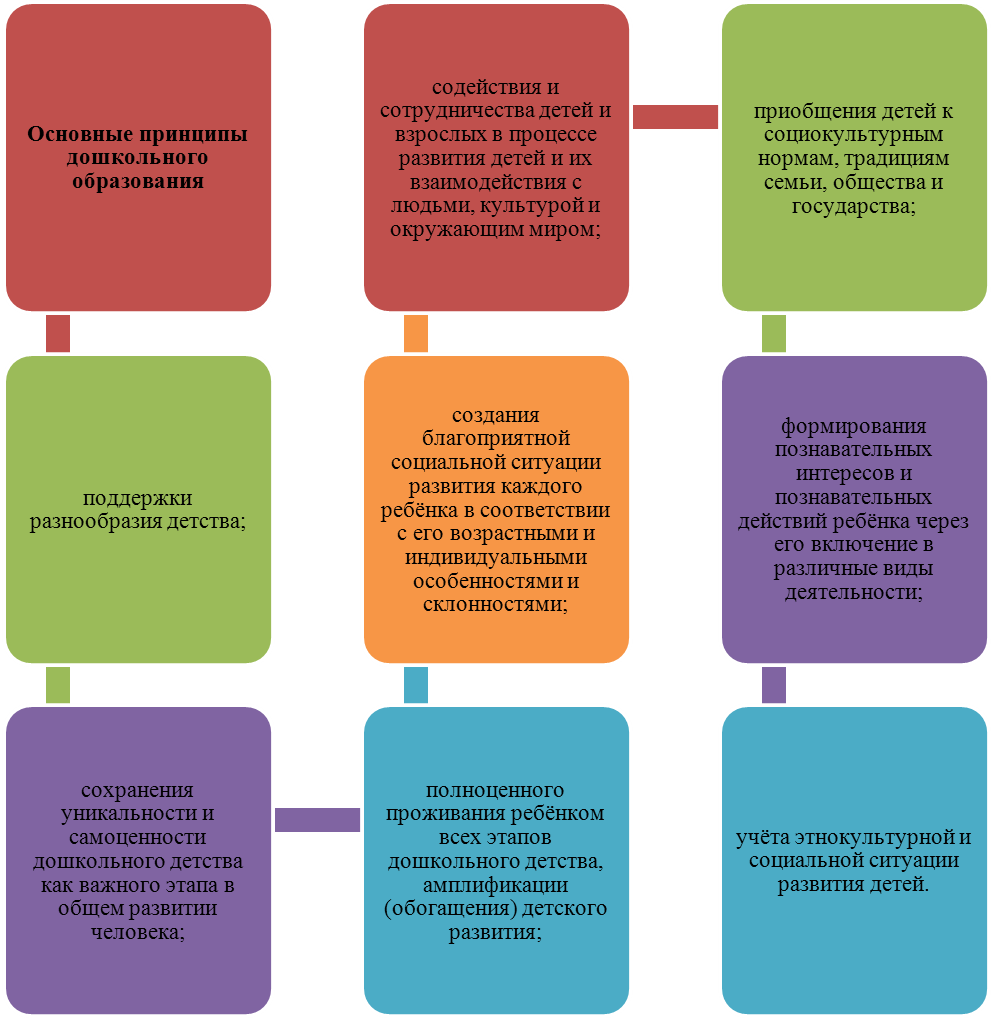 Основные принципы
дошкольного
образования
поддержки
разнообразия детства;
сохранения
уникальности и
самоценности
дошкольного детства
как важного этапа в
общем развитии
человека;
полноценного
проживания ребёнком
всех этапов
дошкольного детства,
амплификации
(обогащения) детского
развития;
создания
благоприятной
социальной ситуации
развития каждого
ребёнка в соответствии
с его возрастными и
индивидуальными
особенностями и
склонностями;
содействия и
сотрудничества детей и
взрослых в процессе
развития детей и их
взаимодействия с
людьми, культурой и
окружающим миром;
приобщения детей к
социокультурным
нормам, традициям
семьи, общества и
государства;
формирования
познавательных
интересов и
познавательных
действий ребёнка через
его включение в
различные виды
деятельности;
учёта этнокультурной и
социальной ситуации
развития детей.